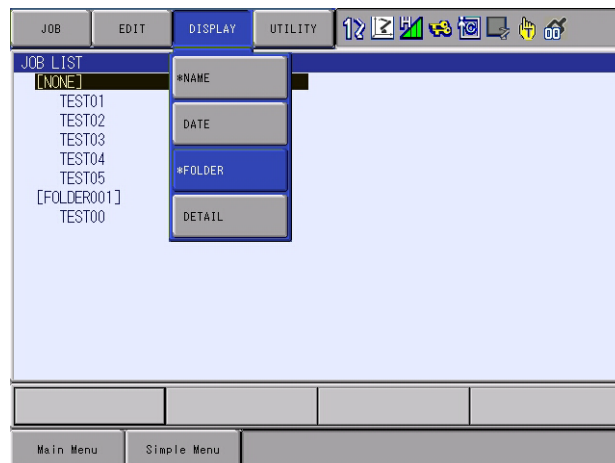 JOB EDIT DISPLAY UTILITY
JOB LIST
[NONE]
TEST01
TEST02
TEST03
TEST04
TEST05
[FOLDER001]
TEST00
*NAME
DATE
*FOLDER
DETAIL
Main Menu Simple Menu